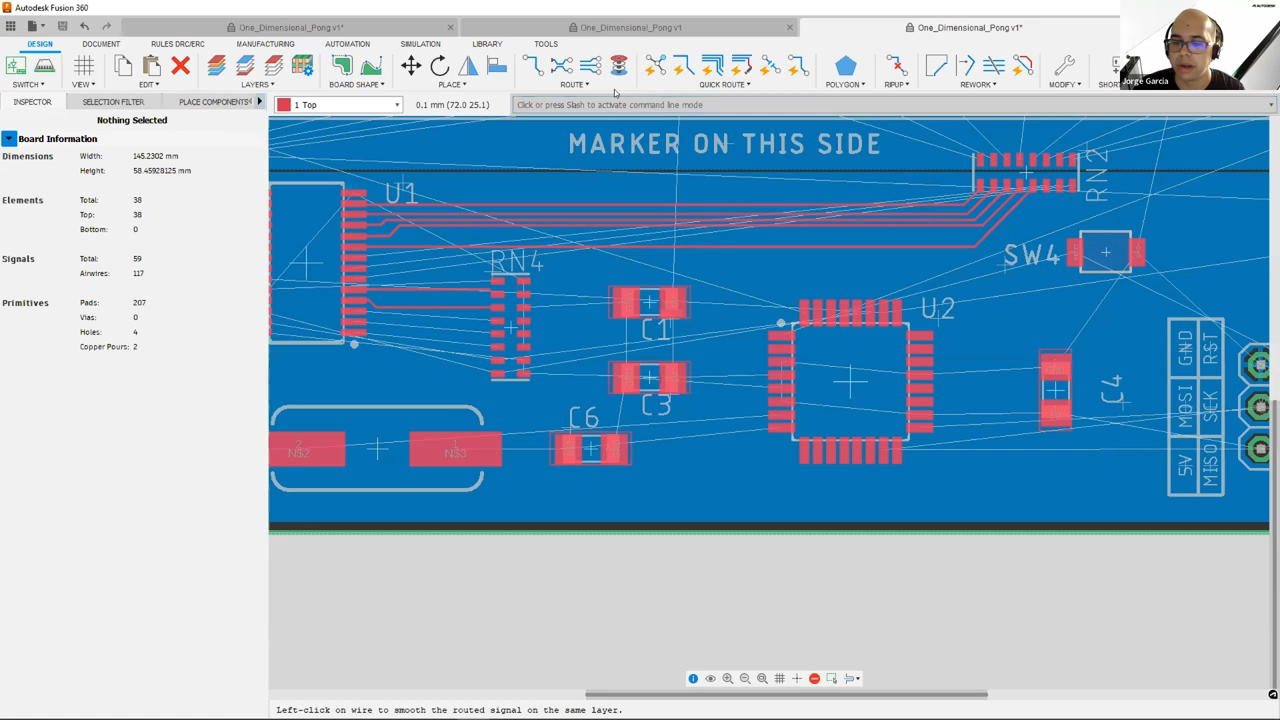 Autodesk Fusion 360
AUTODESK
One_Dimensional_Pong.v1*
One_Dimensional_Pong v1
One_Dimensional_Pong v1*
DESIGN DOCUMENT RULES DRC/ERC MANUFACTURING AUTOMATION SIMULATION LIBRARY TOOLS
Jorge Garcia
SWITCH VIEW EDIT LAYERS BOARD SHAPE PLACE ROUTE QUICK ROUTE POLYGON RIPUP REWORK MODIFY
INSPECTOR SELECTION FILTER PLACE COMPONENTS
1 Top 0.1 mm (72.0 25.1) Click or press Slash to activate command line mode
Nothing Selected
Board Information
Dimensions Width: 145.2302 mm
Height: 58.45928125 mm
Elements Total: 38
Top: 38
Bottom: 0
Signals Total: 59
Airwires: 117
Primitives Pads: 207
Vias: 0
Holes: 4
Copper Pours: 2
MARKER ON THIS SIDE
RN2
U1
SW4
RN4
C1
U2
C3
C4
C6
GND RST
MOSI SCK
5V MISO
2
N$2
1
N$3
Left-click on wire to smooth the routed signal on the same layer.